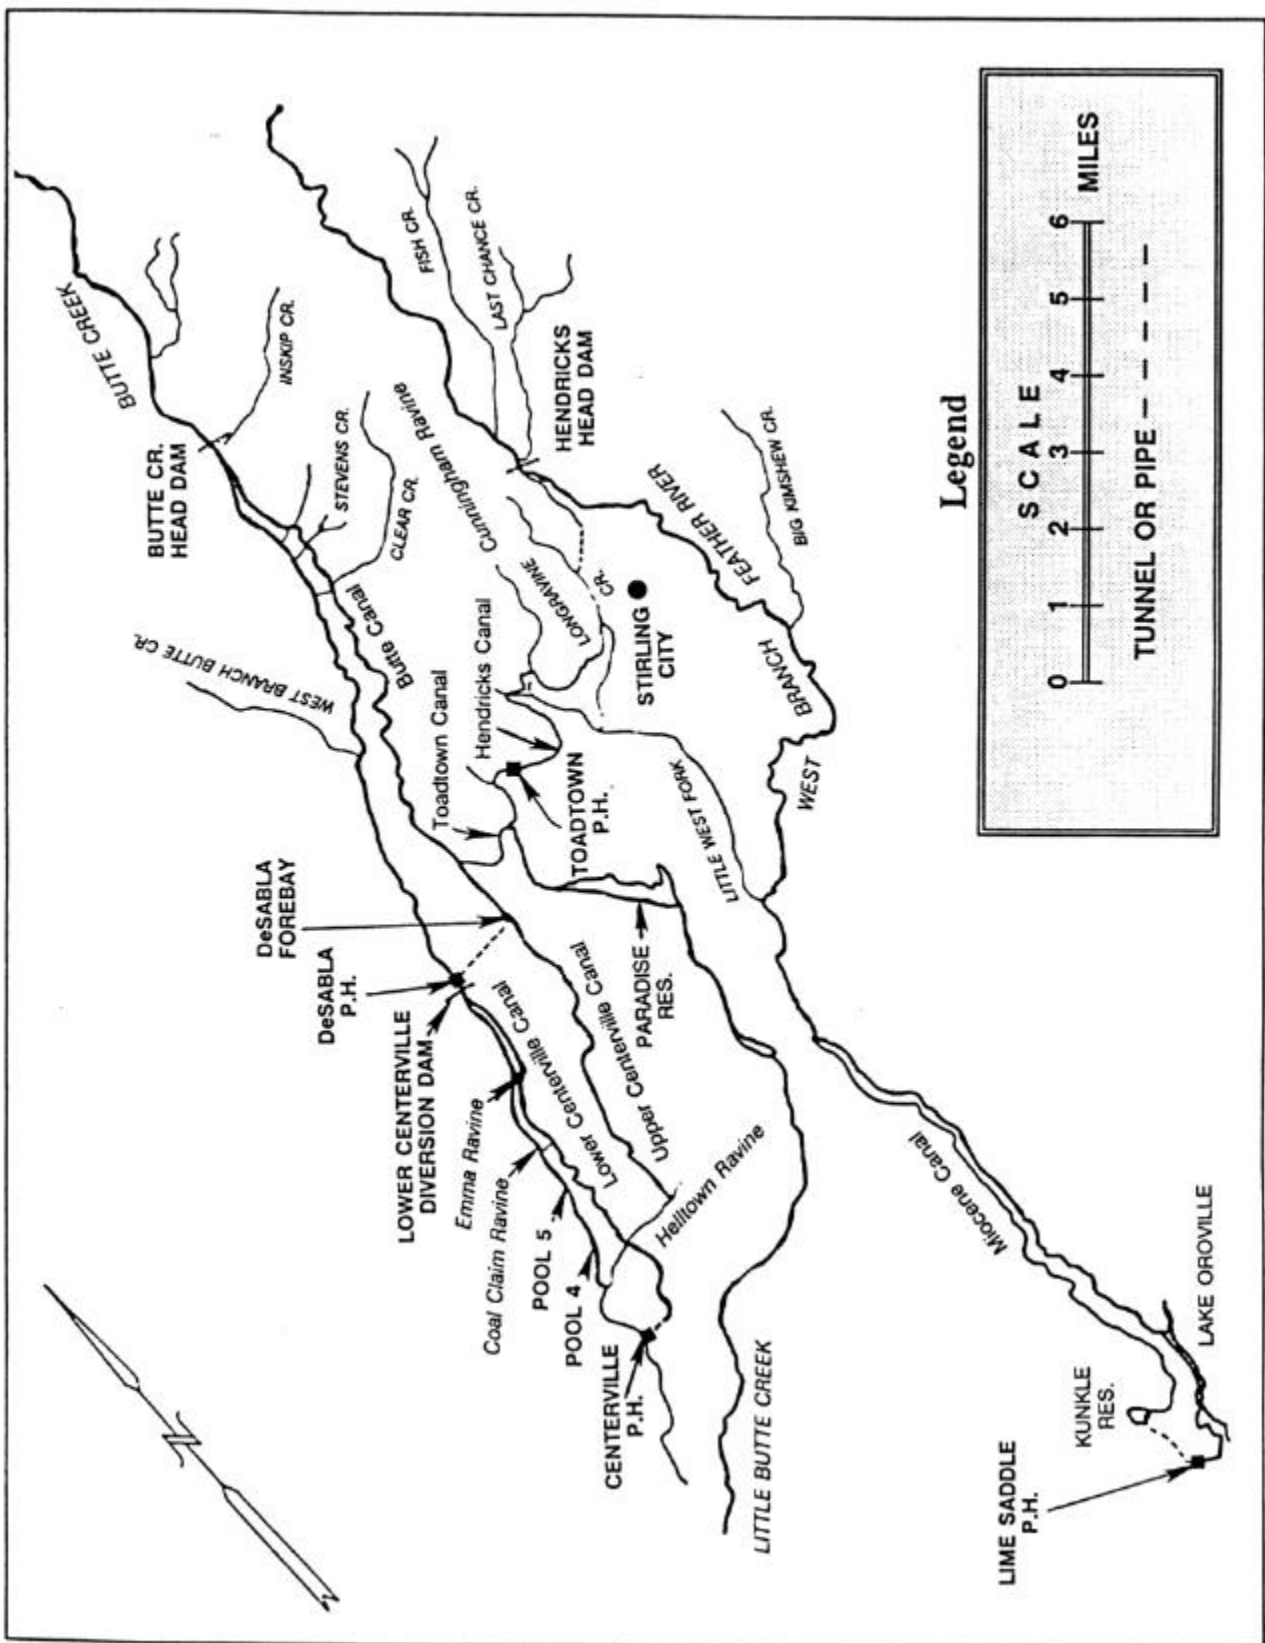 BUTTE CREEK
INSKIP CR.
BUTTE CR.
HEAD DAM
STEVENS CR.
CLEAR CR.
FISH CR.
LAST CHANCE CR.
HENDRICKS
HEAD DAM
Cunningham Ravine
WEST BRANCH BUTTE CR.
Butte Canal
LONGRAVINE
CR.
STIRLING
CITY
Hendricks Canal
Toadtown Canal
TOADTOWN
P.H.
WEST
BRANCH
FEATHER RIVER
BIG KIMSHEW CR.
LITTLE WEST FORK
DeSABLA
FOREBAY
DeSABLA
P.H.
PARADISE
RES.
LOWER CENTERVILLE
DIVERSION DAM
Lower Centerville Canal
Upper Centerville Canal
Emma Ravine
Coal Claim Ravine
POOL 5
POOL 4
Helltown Ravine
CENTERVILLE
P.H.
LITTLE BUTTE CREEK
Miocene Canal
LAKE OROVILLE
KUNKLE
RES.
LIME SADDLE
P.H.
N
Legend
SCALE
0 1 2 3 4 5 6 MILES
TUNNEL OR PIPE